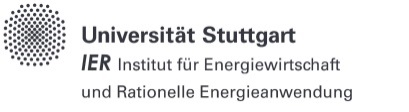 Universität Stuttgart
IER Institut für Energiewirtschaft
und Rationelle Energieanwendung